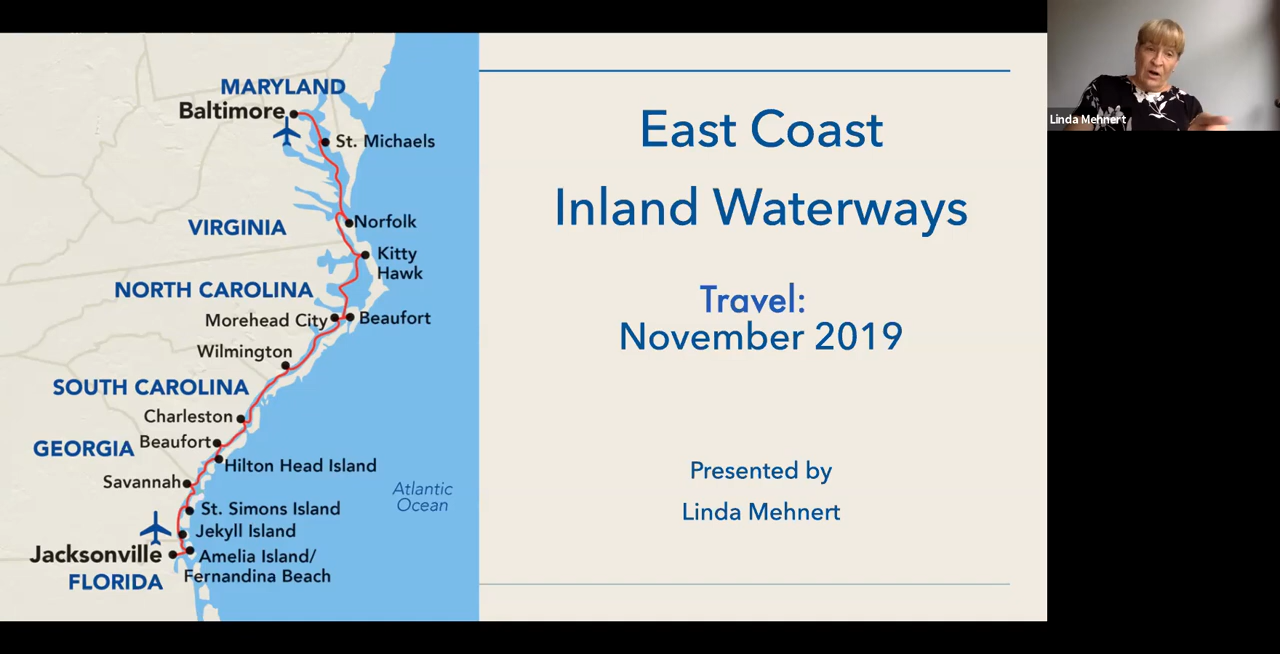 MARYLAND
Baltimore
St. Michaels
VIRGINIA
Norfolk
Kitty
Hawk
NORTH CAROLINA
Morehead City
Beaufort
Wilmington
SOUTH CAROLINA
Charleston
GEORGIA
Beaufort
Hilton Head Island
Savannah
Atlantic
Ocean
St. Simons Island
Jekyll Island
Jacksonville
Amelia Island/
Fernandina Beach
FLORIDA
East Coast
Inland Waterways
Travel:
November 2019
Presented by
Linda Mehnert
Linda Mehnert